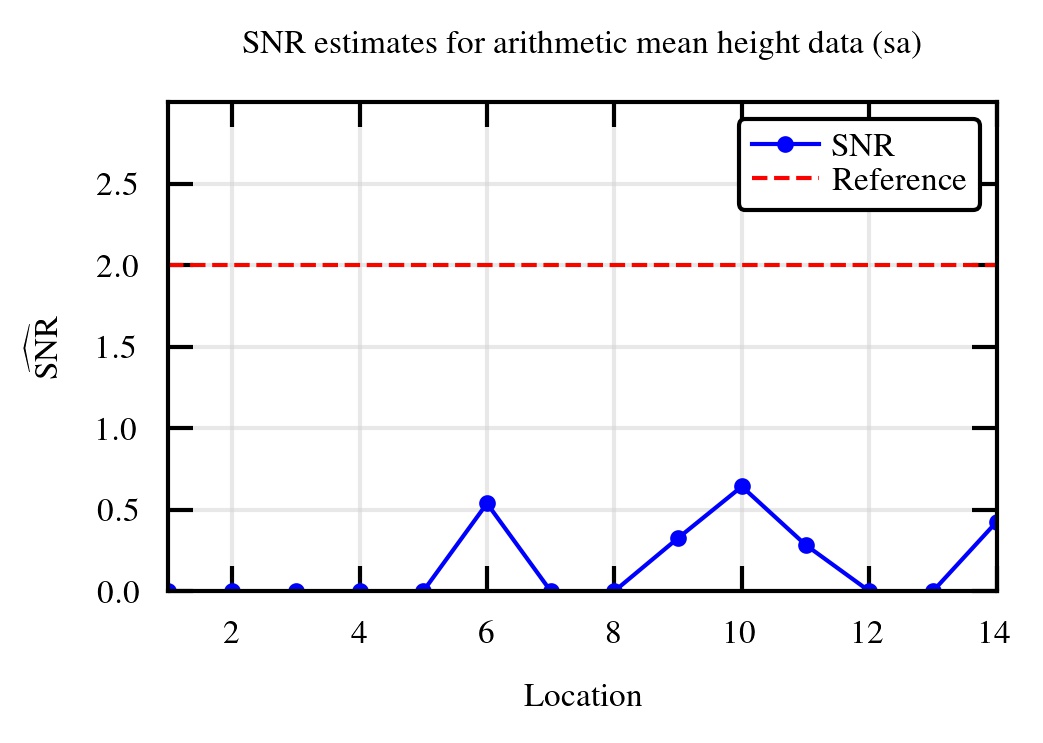 SNR estimates for arithmetic mean height data (sa)
SNR
Reference
2.5
2.0
1.5
1.0
0.5
0.0
SNR
2 4 6 8 10 12 14
Location